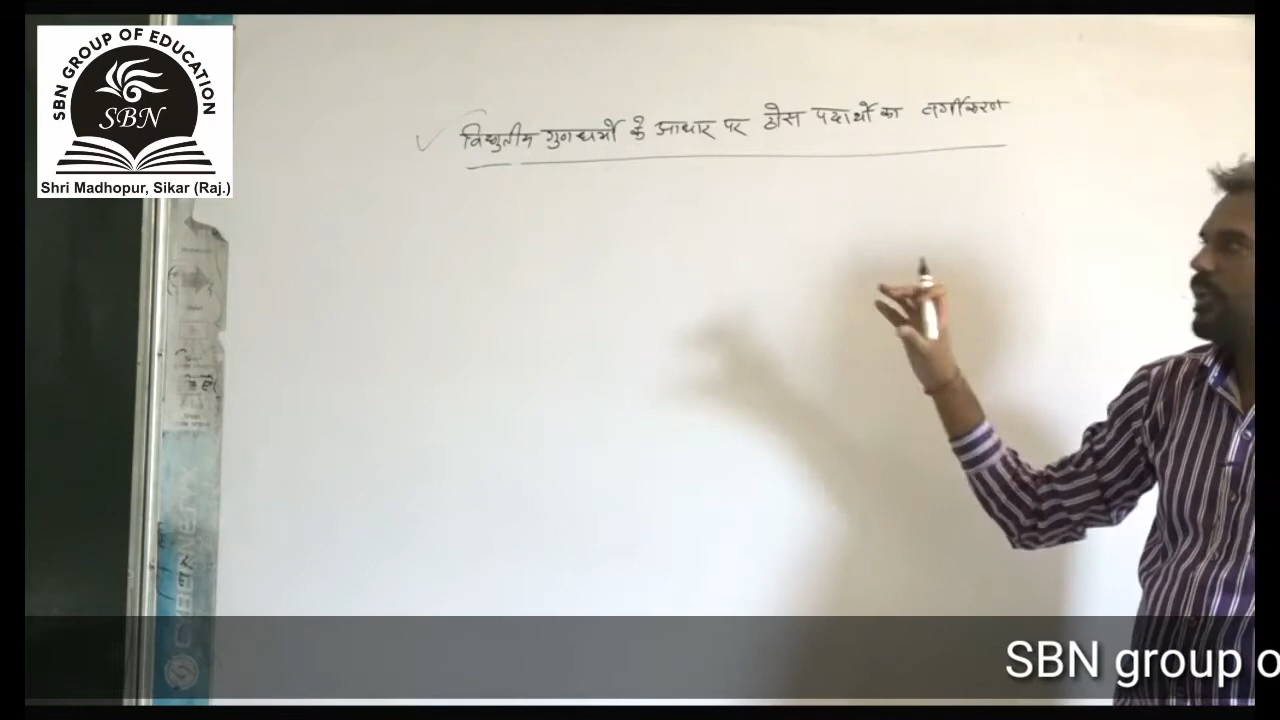 SBN GROUP OF EDUCATION
SBN
Shri Madhopur, Sikar (Raj.)
विद्युतीय गुणधर्मो के आधार पर ठोस पदार्थो का वर्गीकरण
SBN group o